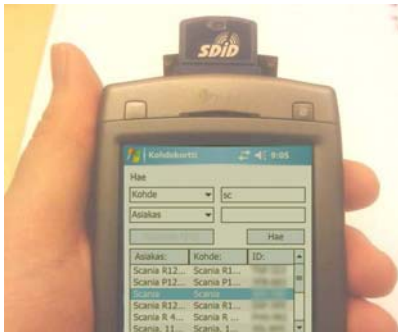 SDiD
Kohdekortti 9:05
Hae
Kohde sc
Asiakas
Hae
Asiakas: Kohde: ID:
Scania R12... Scania R1...
Scania P12... Scania P1...
Scania Scania
Scania R12... Scania R1...
Scania R 4... Scania R ...
Scania, 11... Scania, 1...